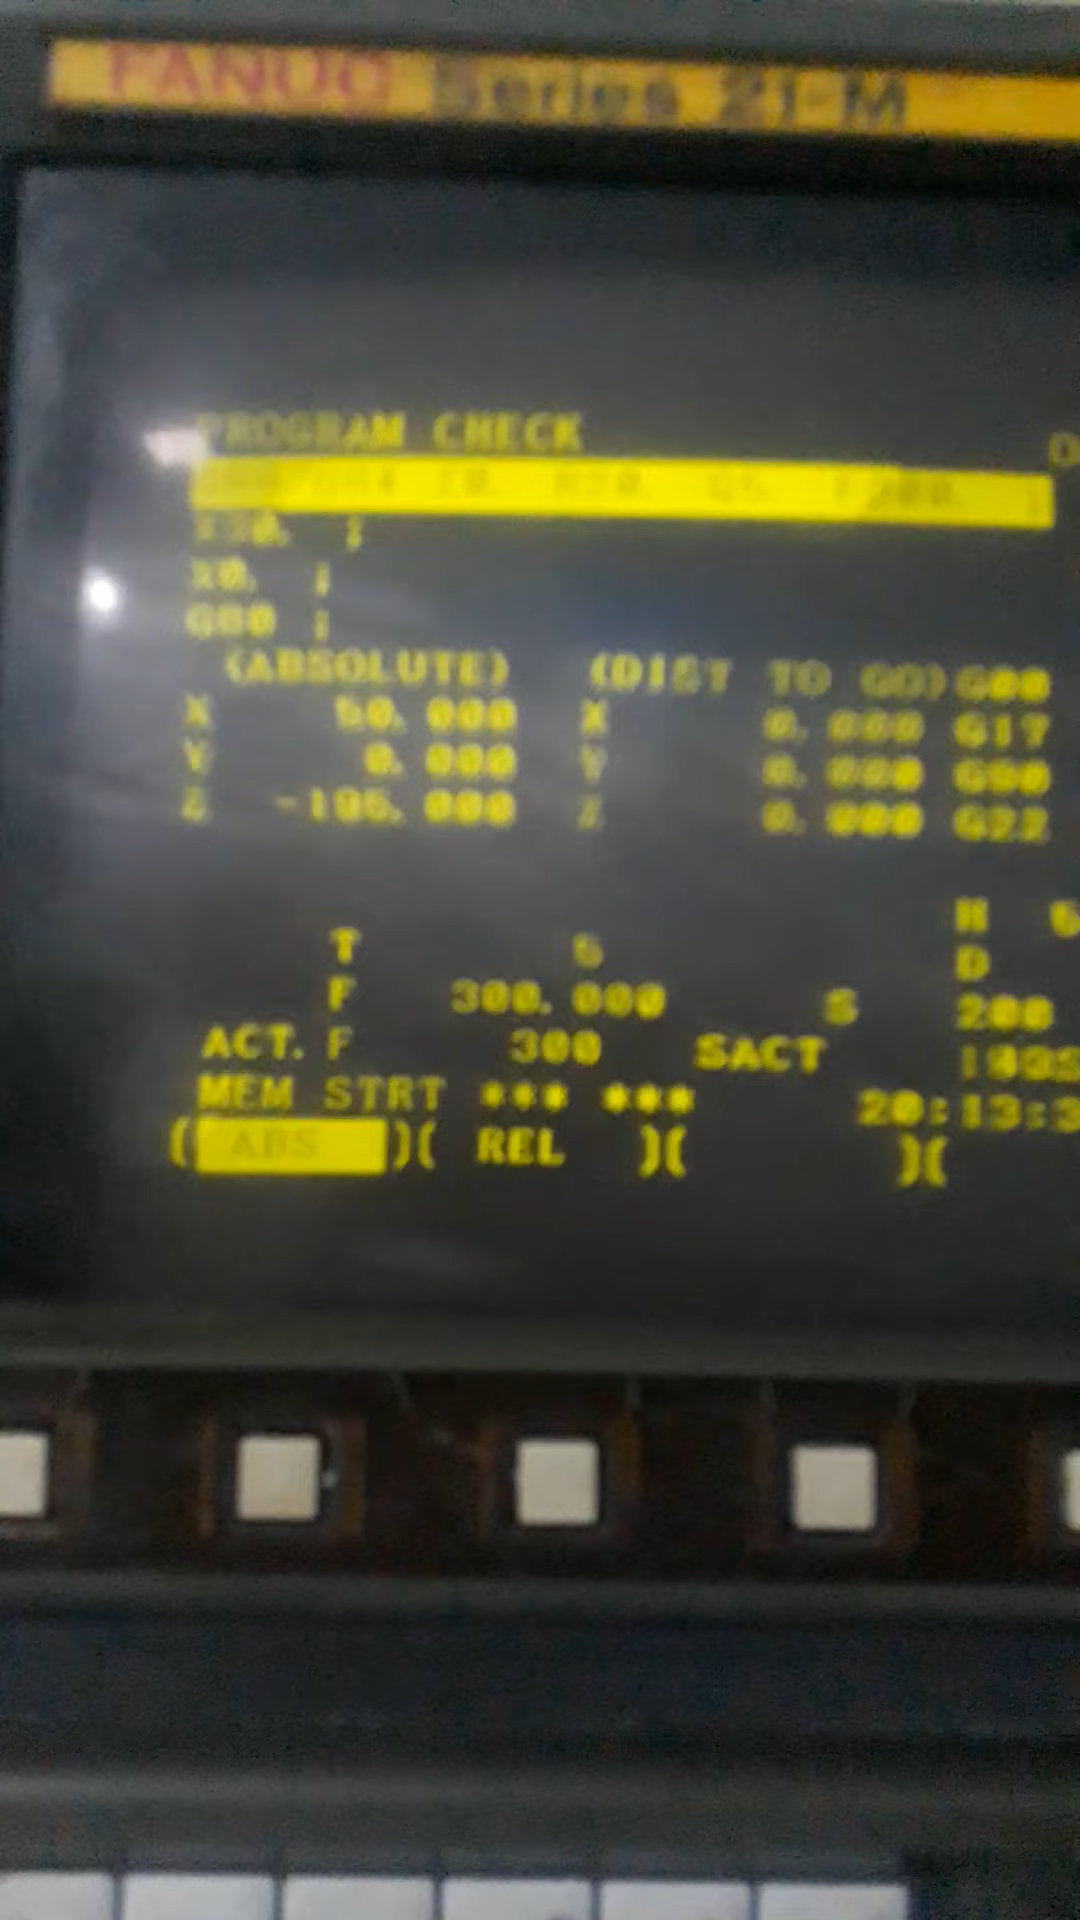 FANUC Series 21-M
PROGRAM CHECK
X0. ;
G80 ;
(ABSOLUTE) (DIST TO GO) G00
X 50.000 X 0.000 G17
Y 0.000 Y 0.000 G90
Z -195.000 Z 0.000 G22
H 5
T 5 D
F 300.000 S 200
ACT. F 300 SACT
MEM STRT *** *** 20:13:3
( ABS )( REL )( )(